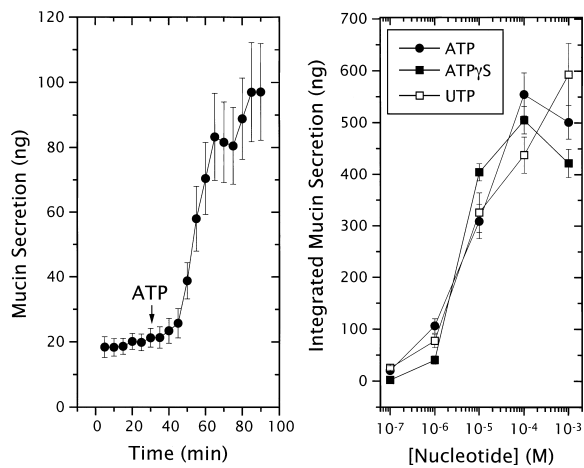 120
100
80
60
40
20
0
Mucin Secretion (ng)
ATP
0 20 40 60 80 100
Time (min)
700
600
500
400
300
200
100
0
Integrated Mucin Secretion (ng)
ATP
ATPγS
UTP
10-7 10-6 10-5 10-4 10-3
[Nucleotide] (M)